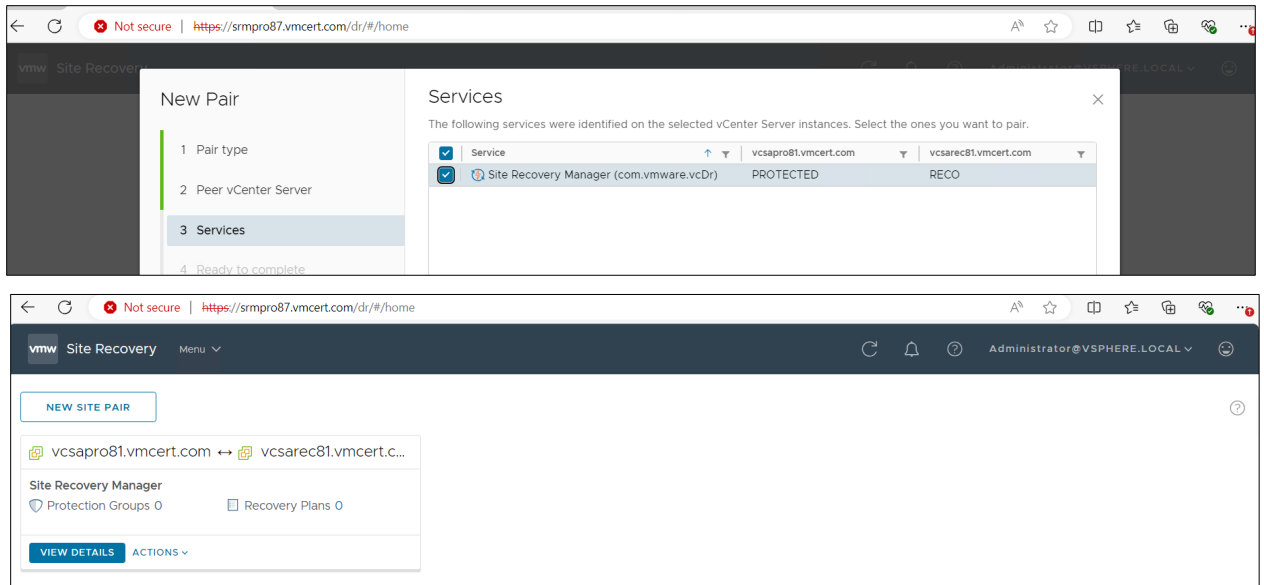 Not secure | https://srmpro87.vmcert.com/dr/#/home
vmw Site Recovery Administrator@VSPHERE.LOCAL
New Pair
1 Pair type
2 Peer vCenter Server
3 Services
4 Ready to complete
Services
The following services were identified on the selected vCenter Server instances. Select the ones you want to pair.
Service vcsapro81.vmcert.com vcsarec81.vmcert.com
Site Recovery Manager (com.vmware.vcDr) PROTECTED RECO
Not secure | https://srmpro87.vmcert.com/dr/#/home
vmw Site Recovery Menu Administrator@VSPHERE.LOCAL
NEW SITE PAIR
vcsapro81.vmcert.com ↔ vcsarec81.vmcert.c...
Site Recovery Manager
Protection Groups 0 Recovery Plans 0
VIEW DETAILS ACTIONS